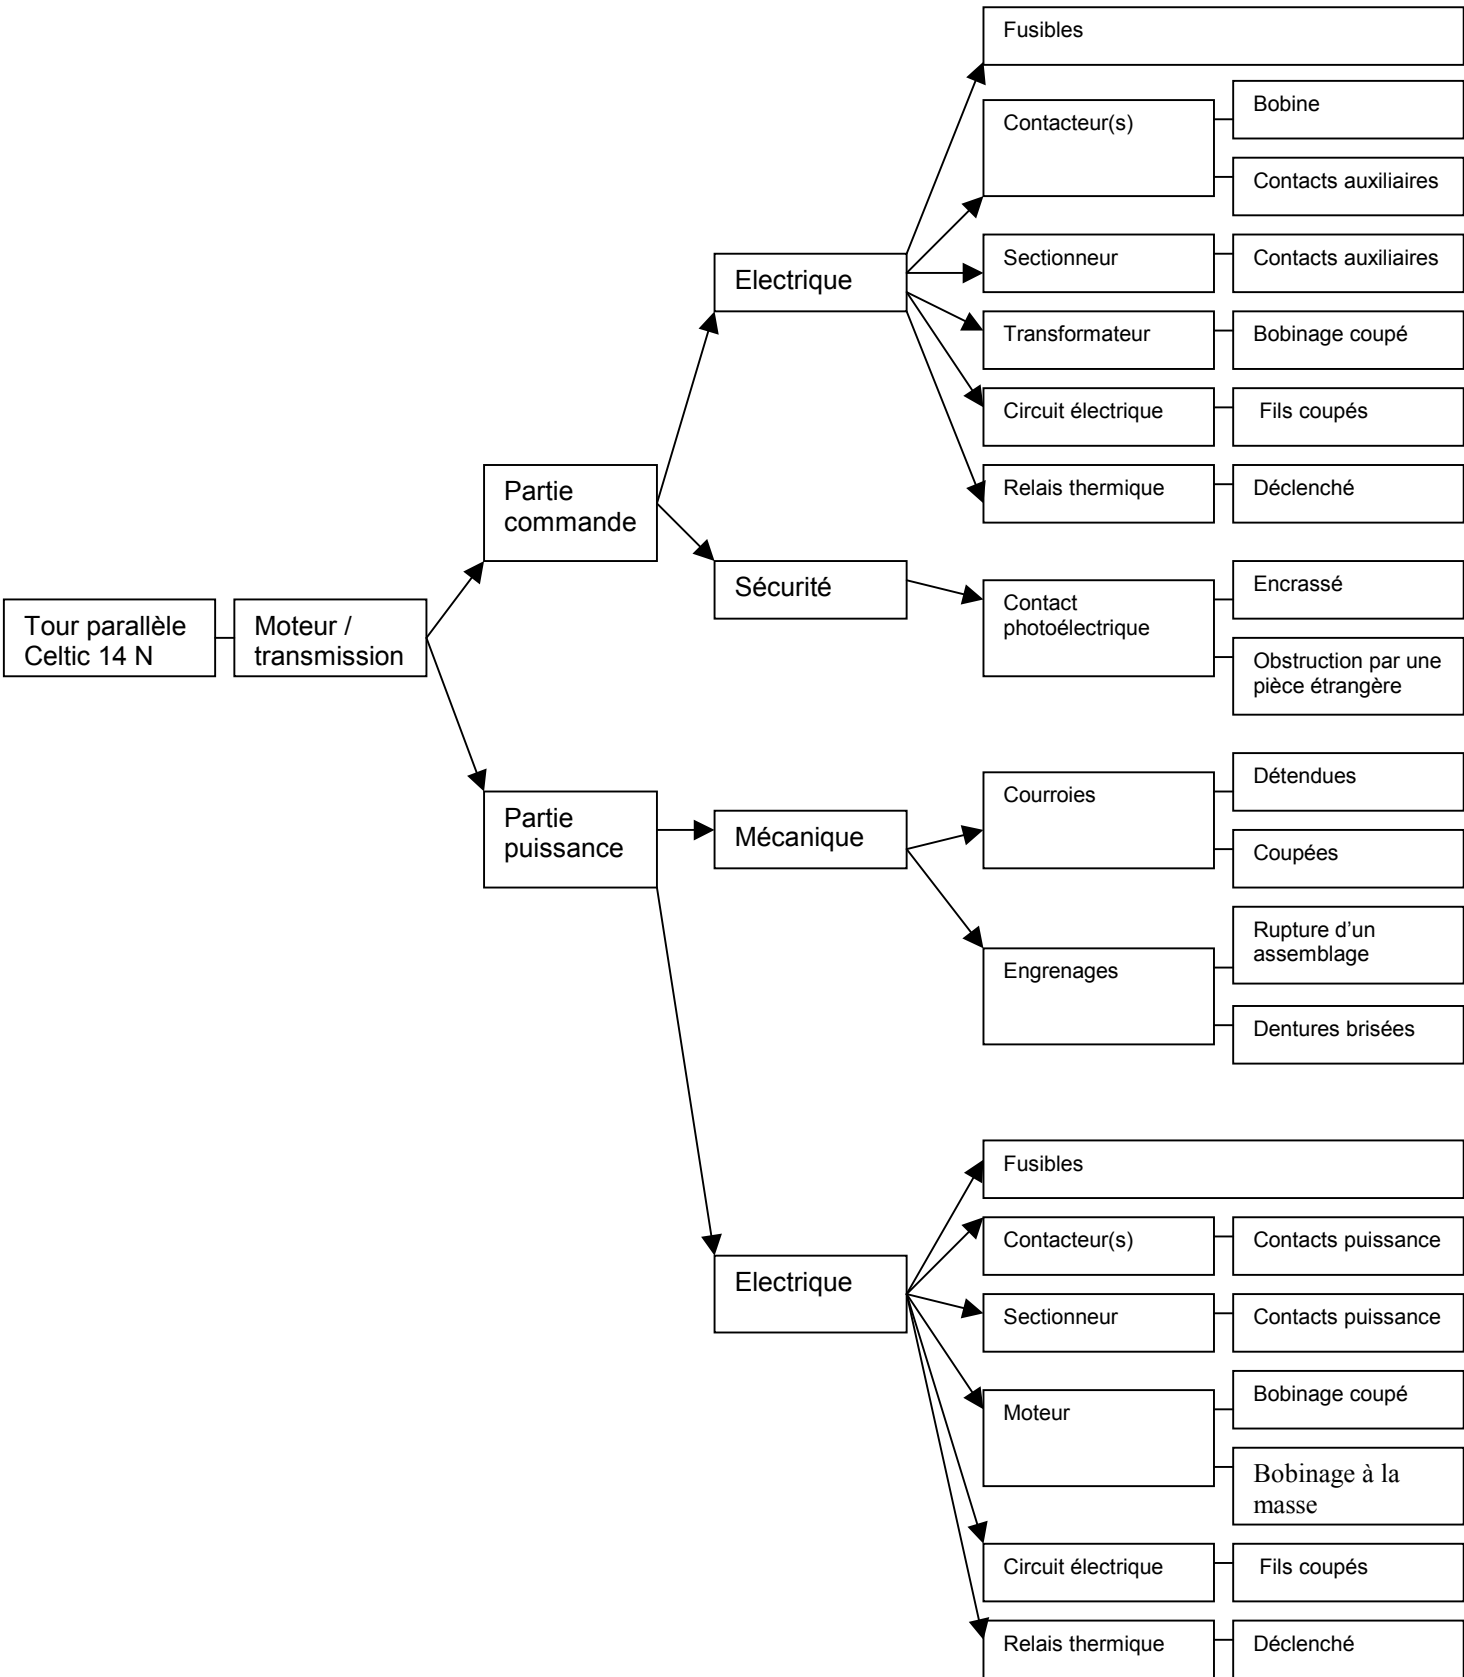 Fusibles
Contacteur(s)
Bobine
Contacts auxiliaires
Electrique
Sectionneur
Contacts auxiliaires
Transformateur
Bobinage coupé
Circuit électrique
Fils coupés
Relais thermique
Déclenché
Partie
commande
Sécurité
Contact
photoélectrique
Encrassé
Obstruction par une
pièce étrangère
Tour parallèle
Celtic 14 N
Moteur /
transmission
Partie
puissance
Mécanique
Courroies
Détendues
Coupées
Engrenages
Rupture d’un
assemblage
Dentures brisées
Electrique
Fusibles
Contacteur(s)
Contacts puissance
Sectionneur
Contacts puissance
Moteur
Bobinage coupé
Bobinage à la
masse
Circuit électrique
Fils coupés
Relais thermique
Déclenché